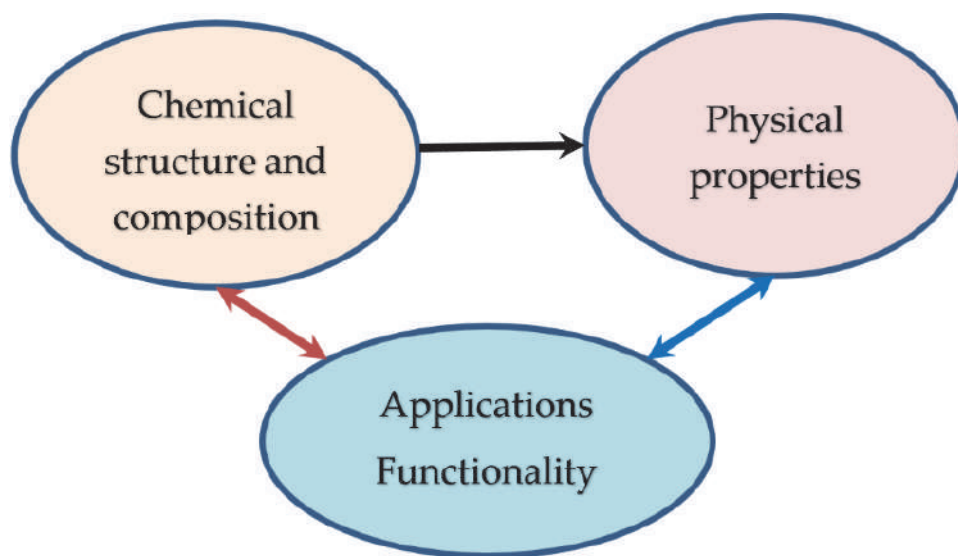 Chemical
structure and
composition
Physical
properties
Applications
Functionality